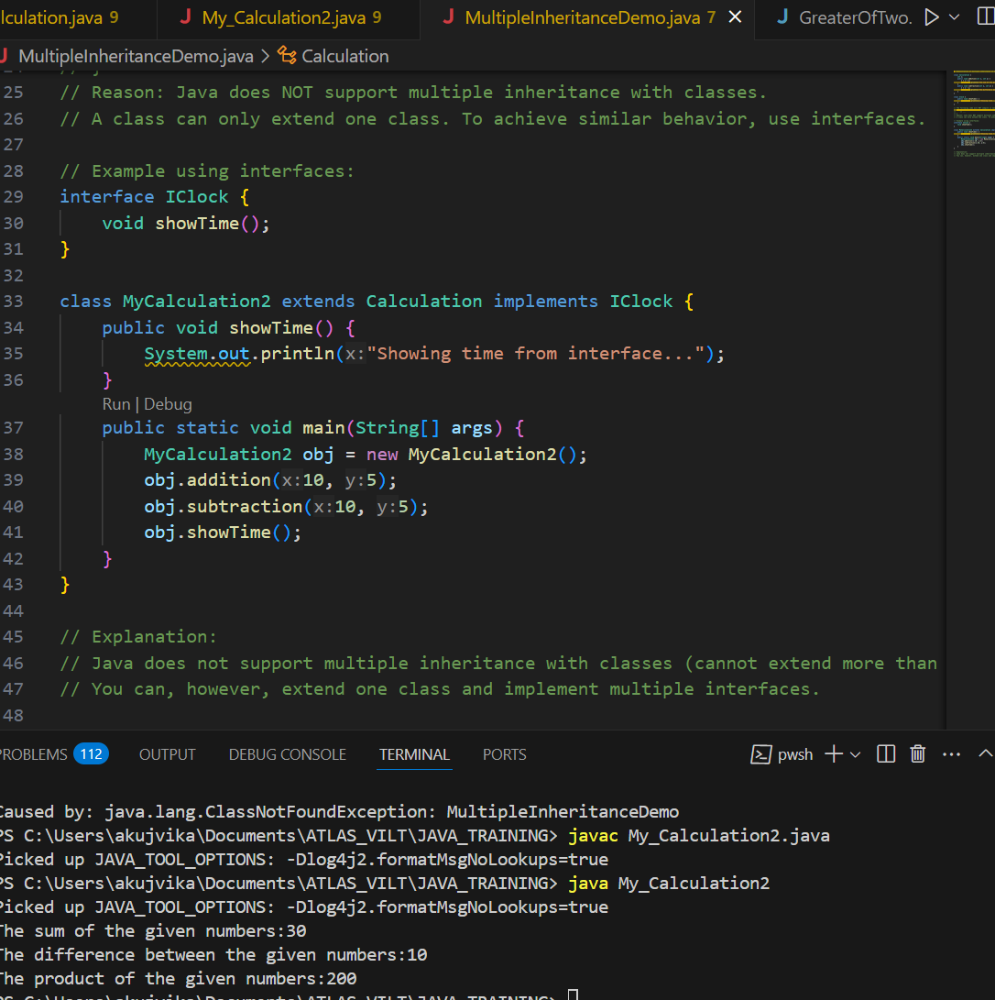 lculation.java 9 My_Calculation2.java 9 MultipleInheritanceDemo.java 7 GreaterOfTwo.
MultipleInheritanceDemo.java > Calculation
25 // Reason: Java does NOT support multiple inheritance with classes.
26 // A class can only extend one class. To achieve similar behavior, use interfaces.
27
28 // Example using interfaces:
29 interface IClock {
30 void showTime();
31 }
32
33 class MyCalculation2 extends Calculation implements IClock {
34 public void showTime() {
35 System.out.println(x:"Showing time from interface...");
36 }
Run | Debug
37 public static void main(String[] args) {
38 MyCalculation2 obj = new MyCalculation2();
39 obj.addition(x:10, y:5);
40 obj.subtraction(x:10, y:5);
41 obj.showTime();
42 }
43 }
44
45 // Explanation:
46 // Java does not support multiple inheritance with classes (cannot extend more than
47 // You can, however, extend one class and implement multiple interfaces.
48
PROBLEMS 112 OUTPUT DEBUG CONSOLE TERMINAL PORTS pwsh
Caused by: java.lang.ClassNotFoundException: MultipleInheritanceDemo
PS C:\Users\akujvika\Documents\ATLAS_VILT\JAVA_TRAINING> javac My_Calculation2.java
Picked up JAVA_TOOL_OPTIONS: -Dlog4j2.formatMsgNoLookups=true
PS C:\Users\akujvika\Documents\ATLAS_VILT\JAVA_TRAINING> java My_Calculation2
Picked up JAVA_TOOL_OPTIONS: -Dlog4j2.formatMsgNoLookups=true
The sum of the given numbers:30
The difference between the given numbers:10
The product of the given numbers:200
PS C:\Users\akujvika\Documents\ATLAS_VILT\JAVA_TRAINING>